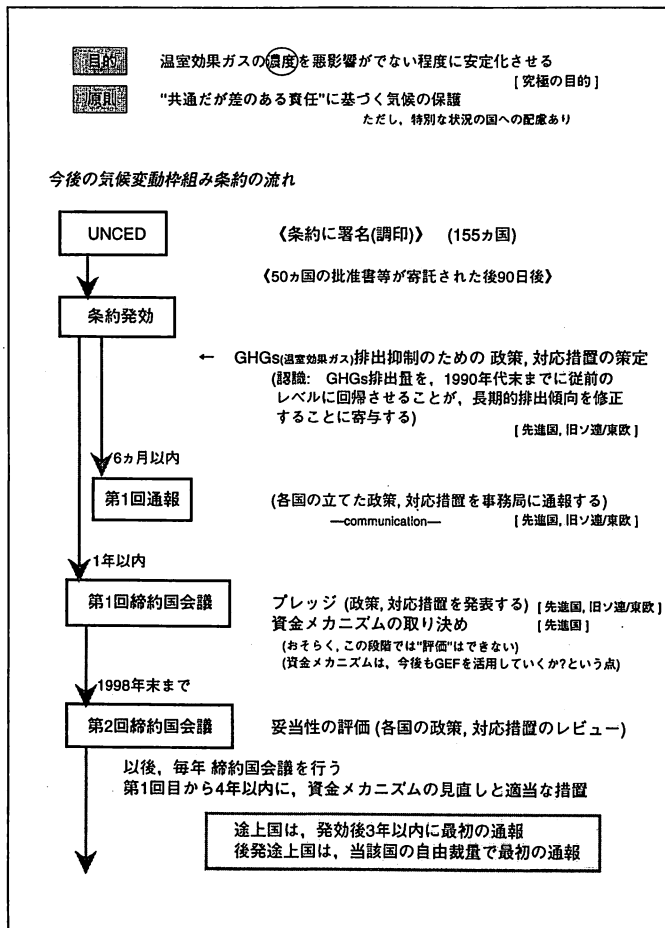 目的 温室効果ガスの濃度を悪影響がでない程度に安定化させる
[ 究極の目的 ]
原則 “共通だが差のある責任”に基づく気候の保護
ただし，特別な状況の国への配慮あり
今後の気候変動枠組み条約の流れ
UNCED 《条約に署名(調印)》 (155ヵ国)
《50ヵ国の批准書等が寄託された後90日後》
条約発効
← GHGs(温室効果ガス)排出抑制のための 政策, 対応措置の策定
(認識: GHGs排出量を，1990年代末までに従前の
レベルに回帰させることが，長期的排出傾向を修正
することに寄与する)
[ 先進国, 旧ソ連/東欧 ]
6ヵ月以内
第1回通報 (各国の立てた政策, 対応措置を事務局に通報する)
—communication— [ 先進国, 旧ソ連/東欧 ]
1年以内
第1回締約国会議 プレッジ (政策, 対応措置を発表する) [ 先進国, 旧ソ連/東欧 ]
資金メカニズムの取り決め [ 先進国 ]
(おそらく, この段階では"評価"はできない)
(資金メカニズムは，今後もGEFを活用していくか?という点)
1998年末まで
第2回締約国会議 妥当性の評価 (各国の政策, 対応措置のレビュー)
以後，毎年 締約国会議を行う
第1回目から4年以内に，資金メカニズムの見直しと適当な措置
途上国は，発効後3年以内に最初の通報
後発途上国は，当該国の自由裁量で最初の通報